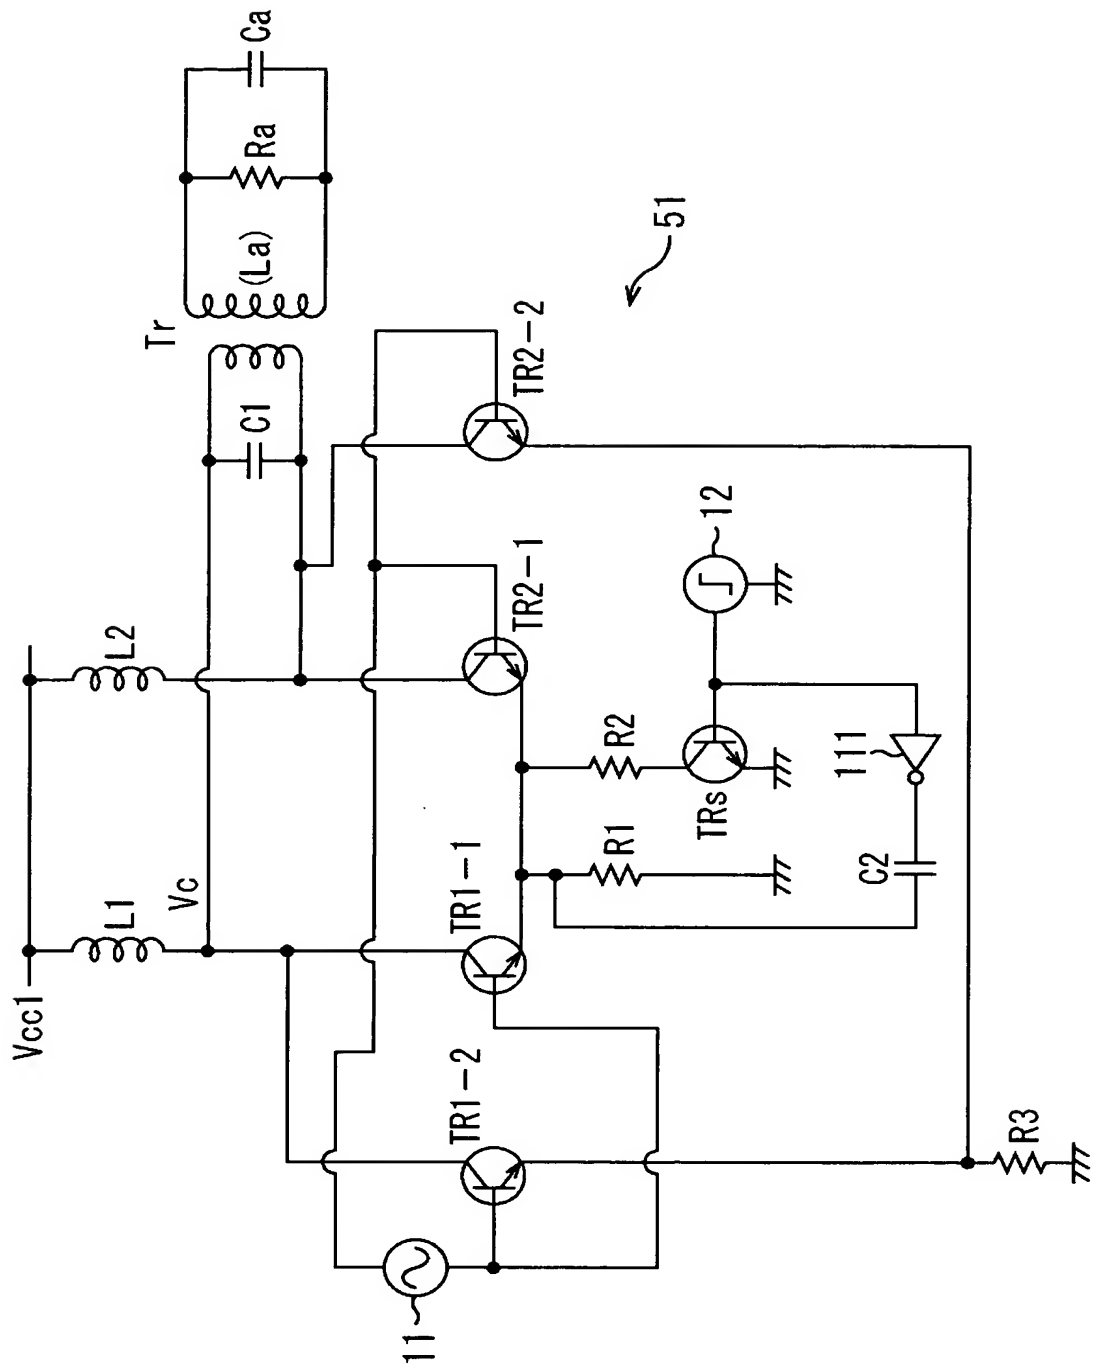 Vcc1
L1
L2
Vc
Tr
C1
(La)
Ra
Ca
TR1-2
TR1-1
TR2-1
TR2-2
51
11
R1
R2
TRs
12
C2
111
R3